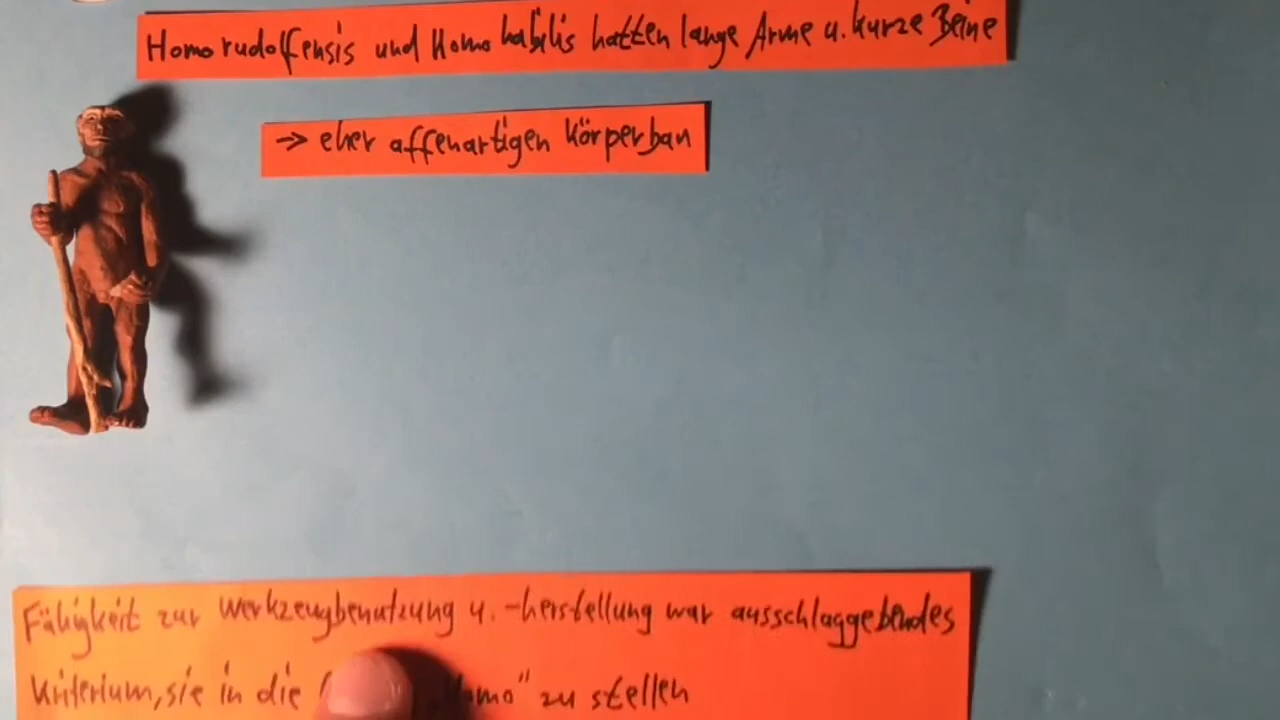 Homo rudolfensis und Homo habilis hatten lange Arme u. kurze Beine
→ eher affenartigen Körperbau
Fähigkeit zur Werkzeugbenutzung u. -herstellung war ausschlaggebendes
Kriterium, sie in die Homo" zu stellen